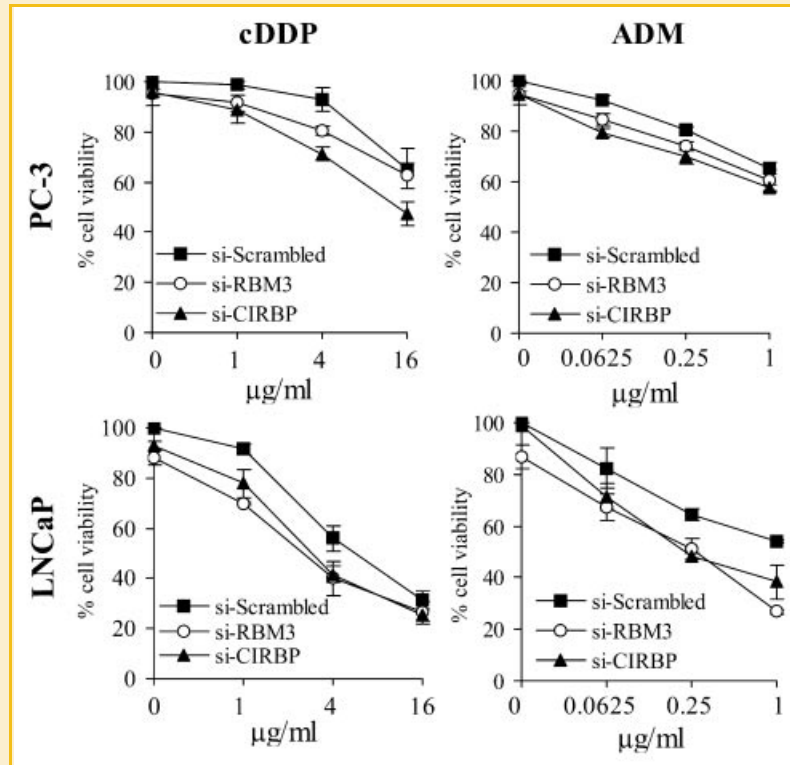 cDDP
ADM
PC-3
% cell viability
100
80
60
40
20
0
si-Scrambled
si-RBM3
si-CIRBP
0 1 4 16
µg/ml
% cell viability
100
80
60
40
20
0
si-Scrambled
si-RBM3
si-CIRBP
0 0.0625 0.25 1
µg/ml
LNCaP
% cell viability
100
80
60
40
20
0
si-Scrambled
si-RBM3
si-CIRBP
0 1 4 16
µg/ml
% cell viability
100
80
60
40
20
0
si-Scrambled
si-RBM3
si-CIRBP
0 0.0625 0.25 1
µg/ml